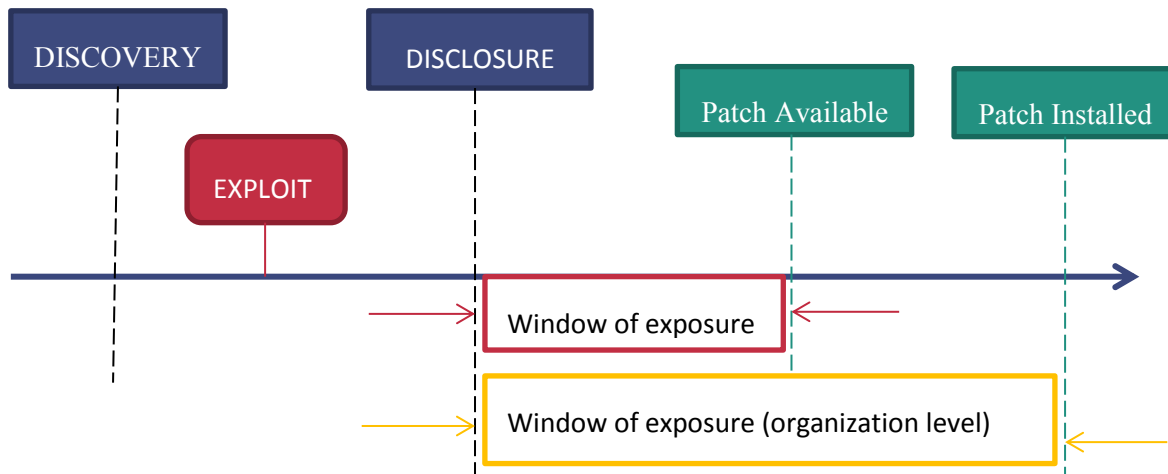 DISCOVERY
DISCLOSURE
Patch Available
Patch Installed
EXPLOIT
Window of exposure
Window of exposure (organization level)